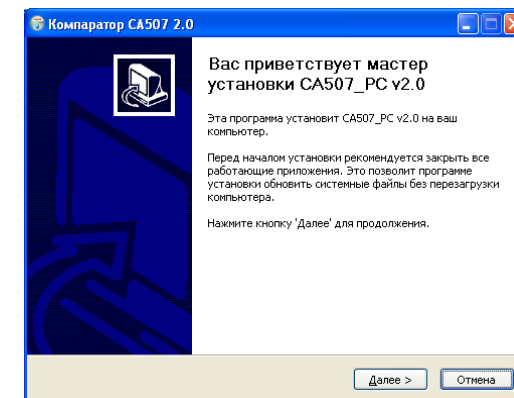 Компаратор СА507 2.0
Вас приветствует мастер
установки СА507_PC v2.0
Эта программа установит СА507_PC v2.0 на ваш
компьютер.
Перед началом установки рекомендуется закрыть все
работающие приложения. Это позволит программе
установки обновить системные файлы без перезагрузки
компьютера.
Нажмите кнопку 'Далее' для продолжения.
Далее >
Отмена